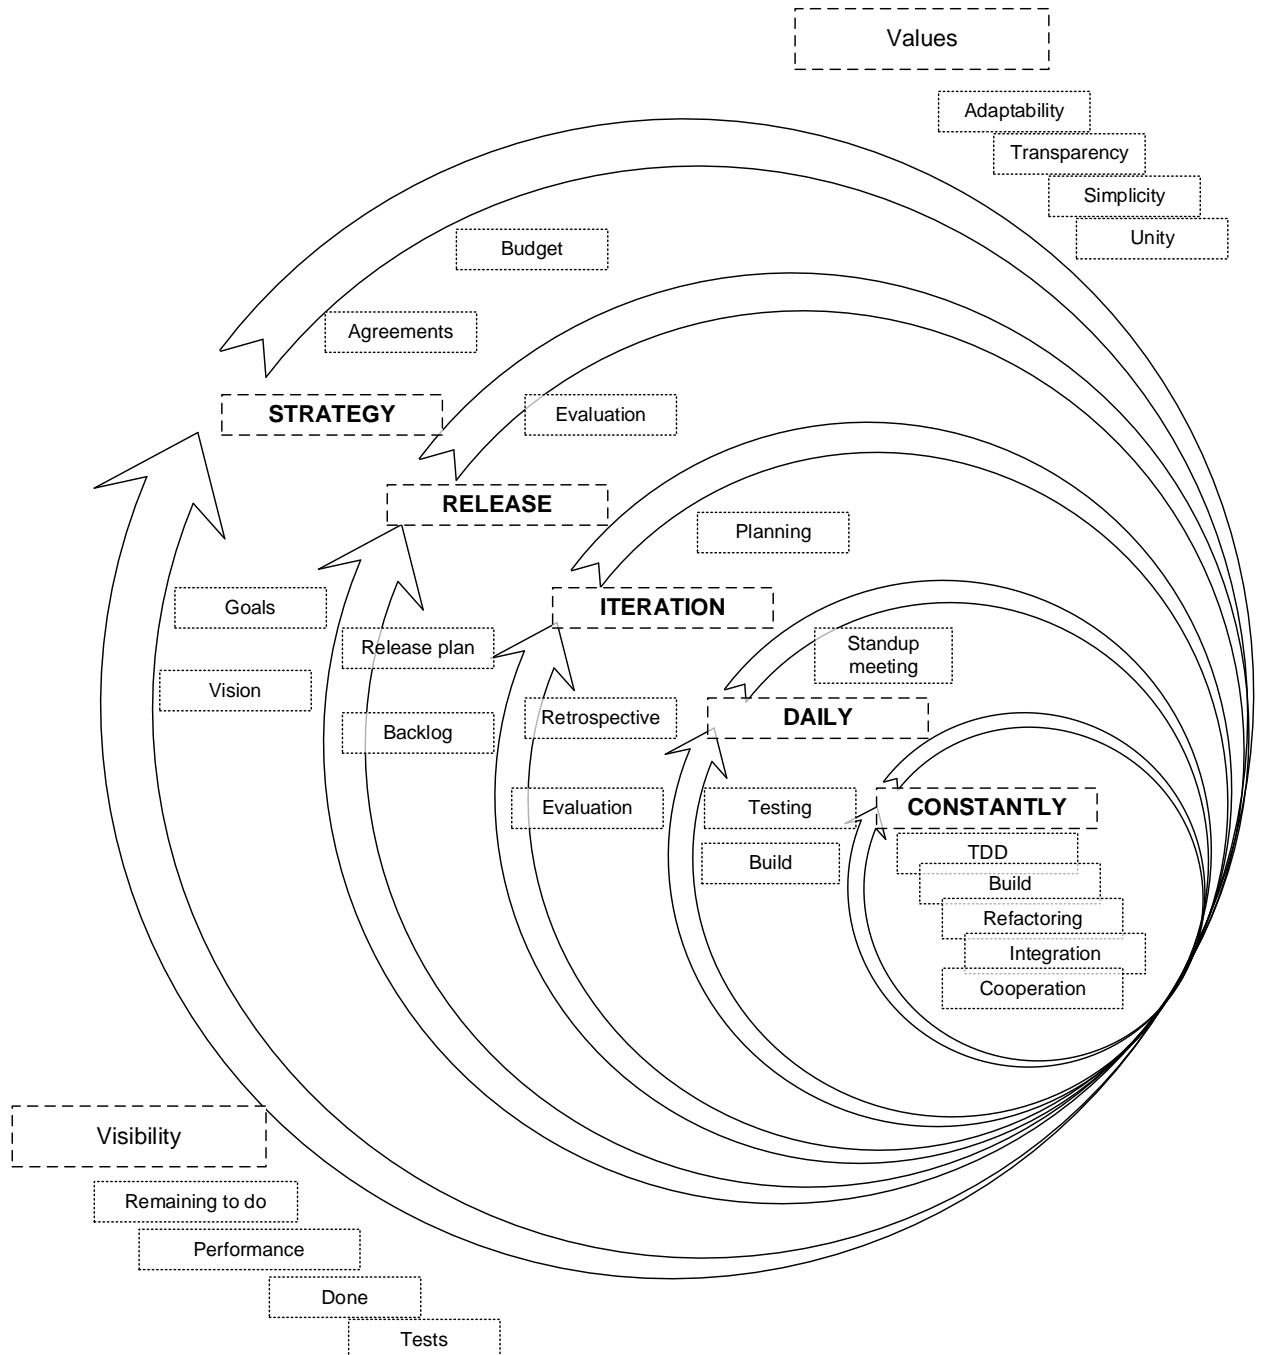 Values
Adaptability
Transparency
Simplicity
Unity
Budget
Agreements
STRATEGY
Evaluation
RELEASE
Planning
ITERATION
Goals
Release plan
Standup
meeting
Vision
Retrospective
DAILY
Backlog
Evaluation
Testing
CONSTANTLY
Build
TDD
Build
Refactoring
Integration
Cooperation
Visibility
Remaining to do
Performance
Done
Tests